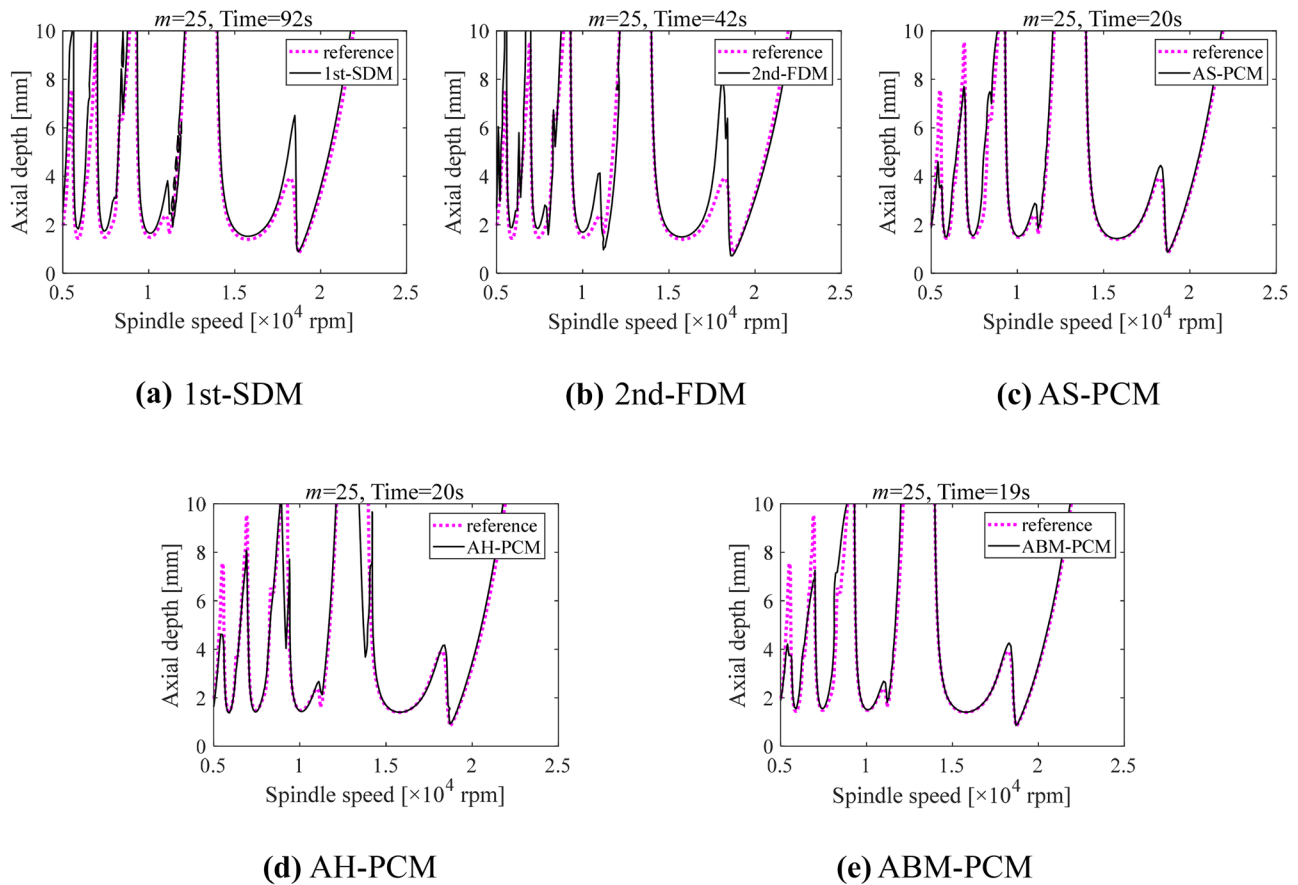 m=25, Time=92s
reference
1st-SDM
Axial depth [mm]
10
8
6
4
2
0
0.5 1 1.5 2 2.5
Spindle speed [×10⁴ rpm]
(a) 1st-SDM
m=25, Time=42s
reference
2nd-FDM
Axial depth [mm]
10
8
6
4
2
0
0.5 1 1.5 2 2.5
Spindle speed [×10⁴ rpm]
(b) 2nd-FDM
m=25, Time=20s
reference
AS-PCM
Axial depth [mm]
10
8
6
4
2
0
0.5 1 1.5 2 2.5
Spindle speed [×10⁴ rpm]
(c) AS-PCM
m=25, Time=20s
reference
AH-PCM
Axial depth [mm]
10
8
6
4
2
0
0.5 1 1.5 2 2.5
Spindle speed [×10⁴ rpm]
(d) AH-PCM
m=25, Time=19s
reference
ABM-PCM
Axial depth [mm]
10
8
6
4
2
0
0.5 1 1.5 2 2.5
Spindle speed [×10⁴ rpm]
(e) ABM-PCM